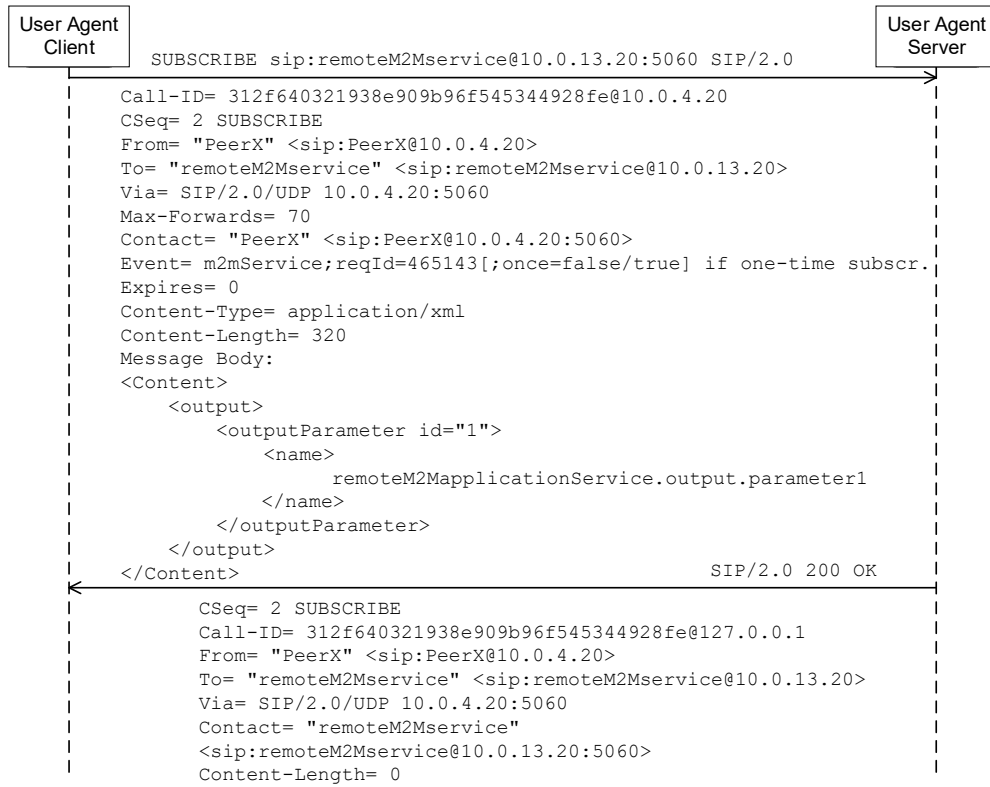 User Agent
Client
User Agent
Server
SUBSCRIBE sip:remoteM2Mservice@10.0.13.20:5060 SIP/2.0
Call-ID= 312f640321938e909b96f545344928fe@10.0.4.20
CSeq= 2 SUBSCRIBE
From= "PeerX" <sip:PeerX@10.0.4.20>
To= "remoteM2Mservice" <sip:remoteM2Mservice@10.0.13.20>
Via= SIP/2.0/UDP 10.0.4.20:5060
Max-Forwards= 70
Contact= "PeerX" <sip:PeerX@10.0.4.20:5060>
Event= m2mService;reqId=465143[;once=false/true] if one-time subscr.
Expires= 0
Content-Type= application/xml
Content-Length= 320
Message Body:
<Content>
<output>
<outputParameter id="1">
<name>
remoteM2MapplicationService.output.parameter1
</name>
</outputParameter>
</output>
</Content>
SIP/2.0 200 OK
CSeq= 2 SUBSCRIBE
Call-ID= 312f640321938e909b96f545344928fe@127.0.0.1
From= "PeerX" <sip:PeerX@10.0.4.20>
To= "remoteM2Mservice" <sip:remoteM2Mservice@10.0.13.20>
Via= SIP/2.0/UDP 10.0.4.20:5060
Contact= "remoteM2Mservice"
<sip:remoteM2Mservice@10.0.13.20:5060>
Content-Length= 0